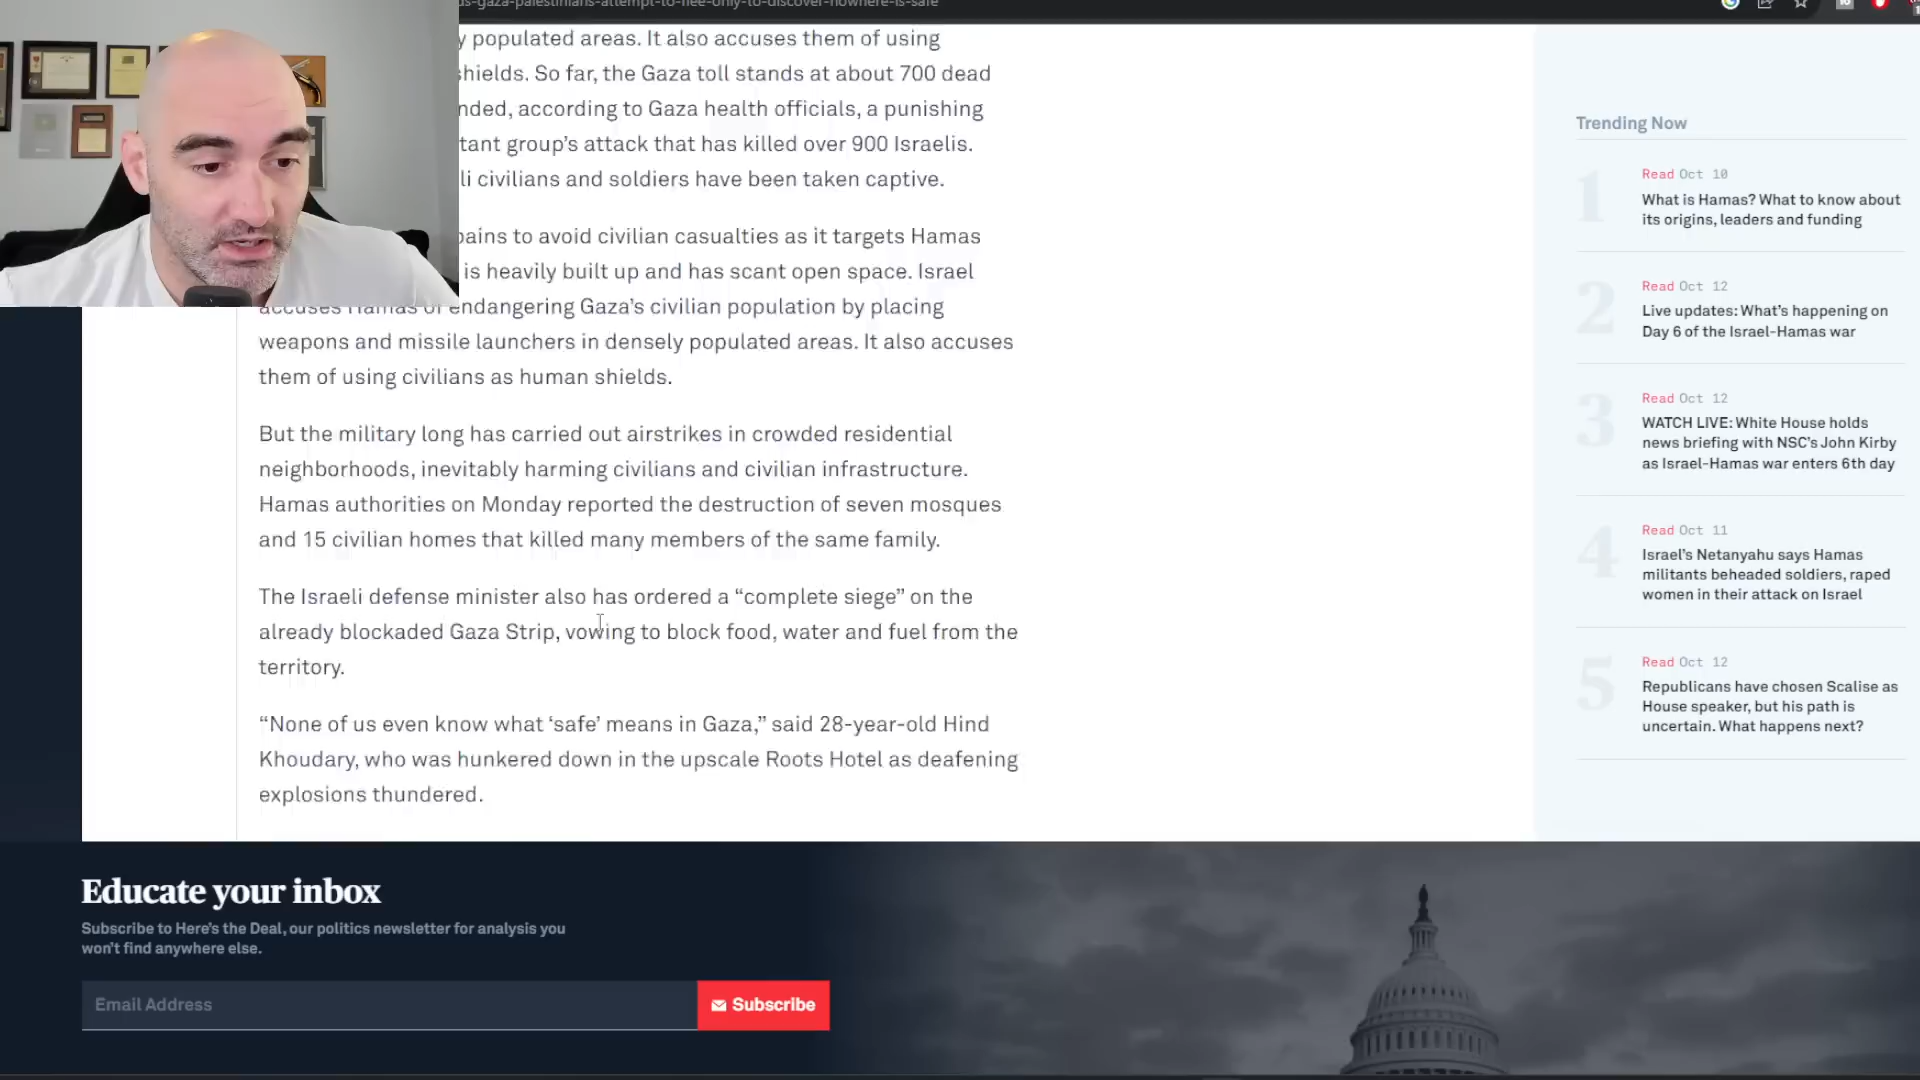 ds-gaza-palestinians-attempt-to-flee-only-to-discover-nowhere-is-safe
y populated areas. It also accuses them of using
shields. So far, the Gaza toll stands at about 700 dead
nded, according to Gaza health officials, a punishing
tant group’s attack that has killed over 900 Israelis.
li civilians and soldiers have been taken captive.
pains to avoid civilian casualties as it targets Hamas
is heavily built up and has scant open space. Israel
accuses Hamas of endangering Gaza’s civilian population by placing
weapons and missile launchers in densely populated areas. It also accuses
them of using civilians as human shields.
But the military long has carried out airstrikes in crowded residential
neighborhoods, inevitably harming civilians and civilian infrastructure.
Hamas authorities on Monday reported the destruction of seven mosques
and 15 civilian homes that killed many members of the same family.
The Israeli defense minister also has ordered a “complete siege” on the
already blockaded Gaza Strip, vowing to block food, water and fuel from the
territory.
“None of us even know what ‘safe’ means in Gaza,” said 28-year-old Hind
Khoudary, who was hunkered down in the upscale Roots Hotel as deafening
explosions thundered.
Trending Now
1
Read Oct 10
What is Hamas? What to know about
its origins, leaders and funding
2
Read Oct 12
Live updates: What’s happening on
Day 6 of the Israel-Hamas war
3
Read Oct 12
WATCH LIVE: White House holds
news briefing with NSC’s John Kirby
as Israel-Hamas war enters 6th day
4
Read Oct 11
Israel’s Netanyahu says Hamas
militants beheaded soldiers, raped
women in their attack on Israel
5
Read Oct 12
Republicans have chosen Scalise as
House speaker, but his path is
uncertain. What happens next?
Educate your inbox
Subscribe to Here’s the Deal, our politics newsletter for analysis you
won’t find anywhere else.
Email Address
Subscribe